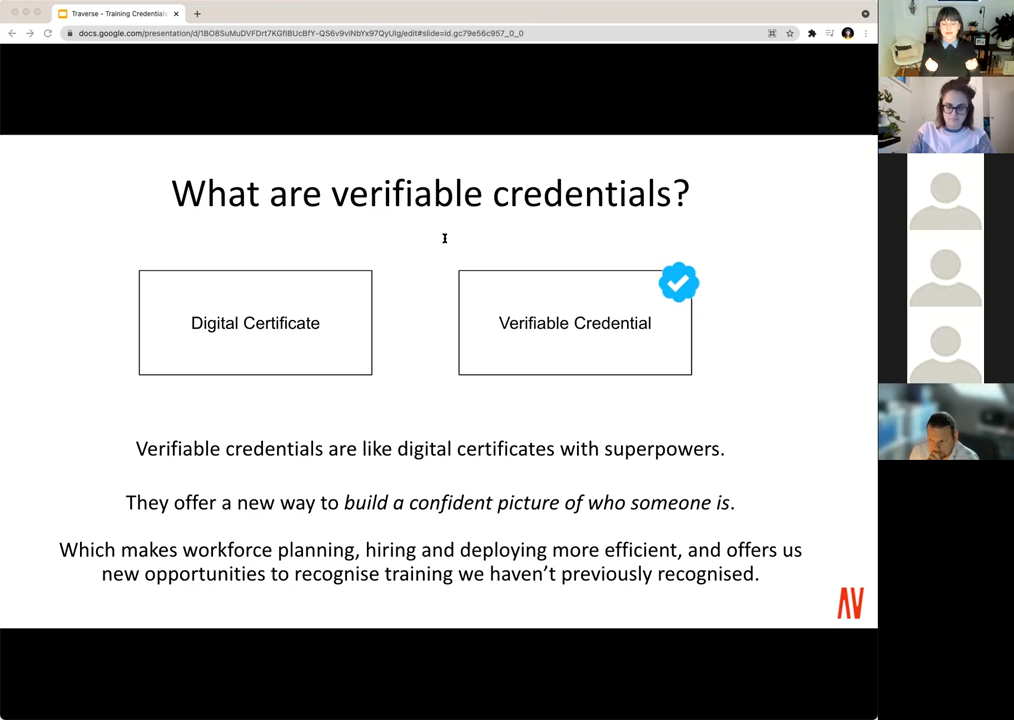 Traverse - Training Credentials
docs.google.com/presentation/d/1BO8SuMuDVFDrt7KGfIBUcBfY-QS6v9viNbYx97QyUIg/edit#slide=id.gc79e56c957_0_0
What are verifiable credentials?
Digital Certificate
Verifiable Credential
Verifiable credentials are like digital certificates with superpowers.
They offer a new way to build a confident picture of who someone is.
Which makes workforce planning, hiring and deploying more efficient, and offers us
new opportunities to recognise training we haven’t previously recognised.
AV